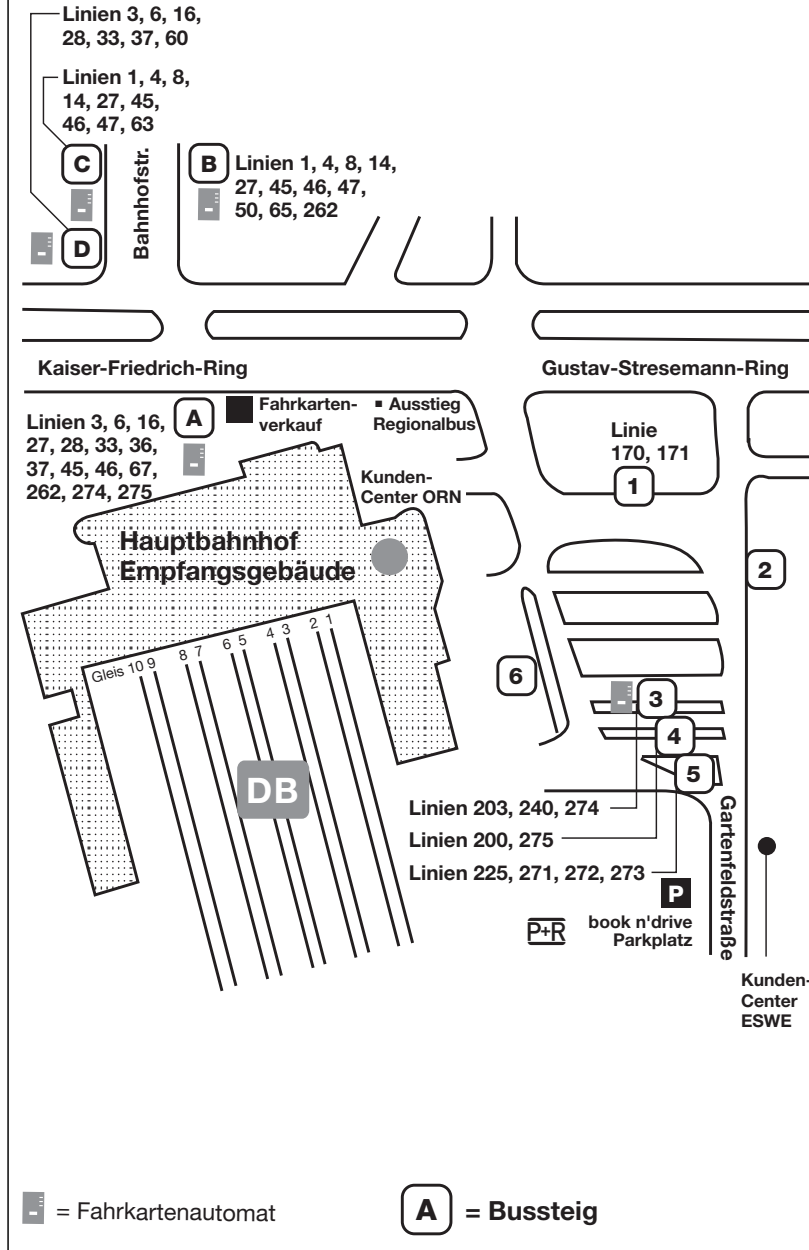 Linien 3, 6, 16,
28, 33, 37, 60
Linien 1, 4, 8,
14, 27, 45,
46, 47, 63
C
D
Bahnhofstr.
B
Linien 1, 4, 8, 14,
27, 45, 46, 47,
50, 65, 262
Kaiser-Friedrich-Ring
Gustav-Stresemann-Ring
Linien 3, 6, 16,
27, 28, 33, 36,
37, 45, 46, 67,
262, 274, 275
A
Fahrkarten-
verkauf
Ausstieg
Regionalbus
Linie
170, 171
1
Kunden-
Center ORN
Hauptbahnhof
Empfangsgebäude
2
Gleis 10 9 8 7 6 5 4 3 2 1
6
3
4
5
DB
Linien 203, 240, 274
Linien 200, 275
Linien 225, 271, 272, 273
Gartenfeldstraße
P
P+R
book n'drive
Parkplatz
Kunden-
Center
ESWE
= Fahrkartenautomat
A = Bussteig